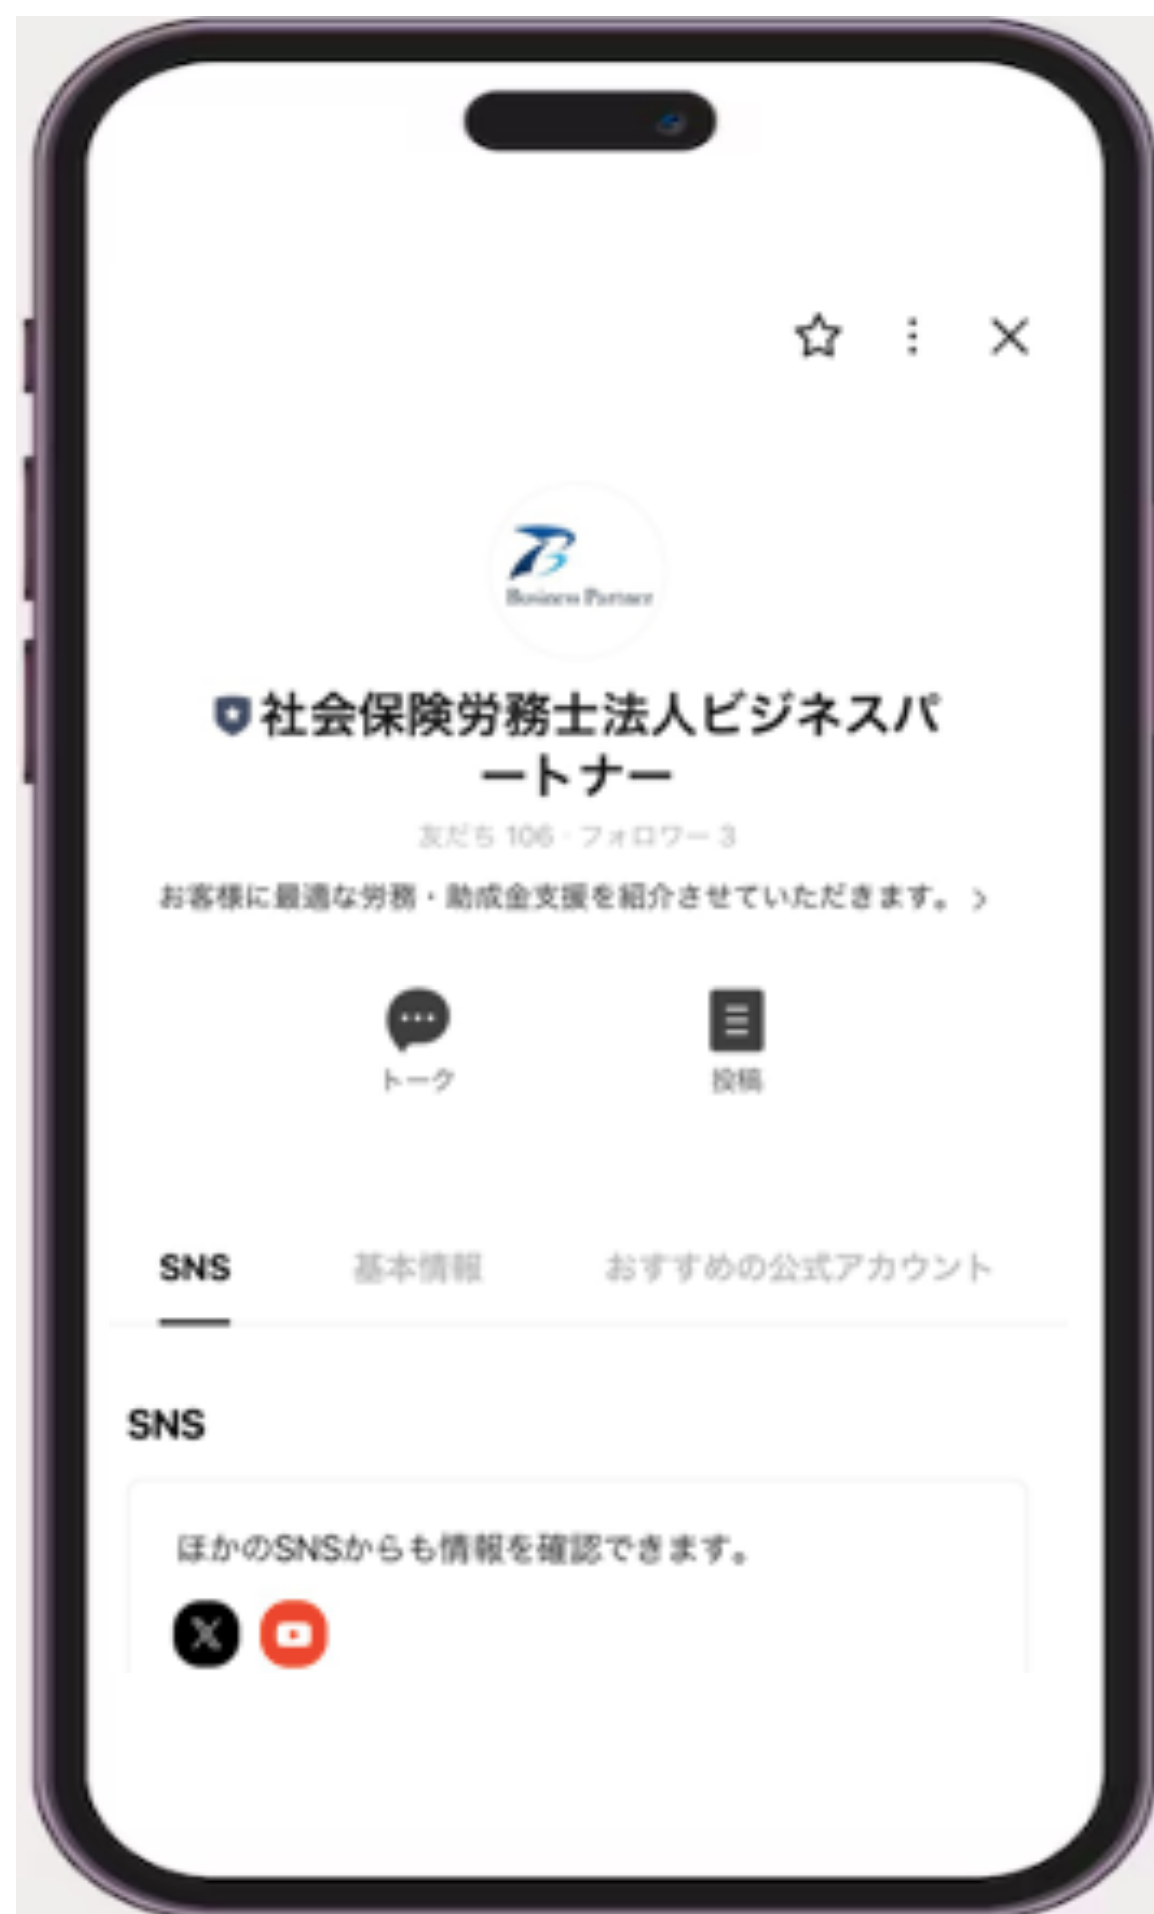 Business Partner
社会保険労務士法人ビジネスパ
ートナー
友だち 106・フォロワー 3
お客様に最適な労務・助成金支援を紹介させていただきます。 >
トーク
投稿
SNS
基本情報
おすすめの公式アカウント
SNS
ほかのSNSからも情報を確認できます。